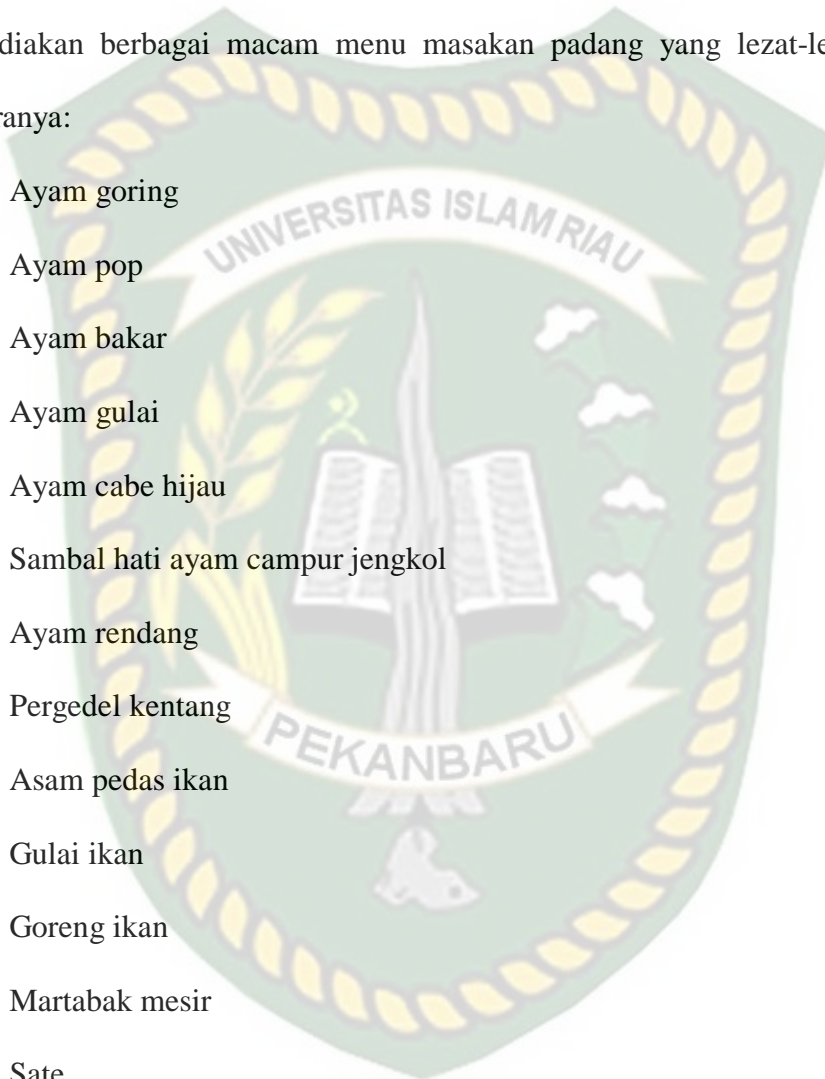 diakan berbagai macam menu masakan padang yang lezat-le
ranya:
UNIVERSITAS ISLAM RIAU
Ayam goring
Ayam pop
Ayam bakar
Ayam gulai
Ayam cabe hijau
Sambal hati ayam campur jengkol
Ayam rendang
Pergedel kentang
PEKANBARU
Asam pedas ikan
Gulai ikan
Goreng ikan
Martabak mesir
Sate